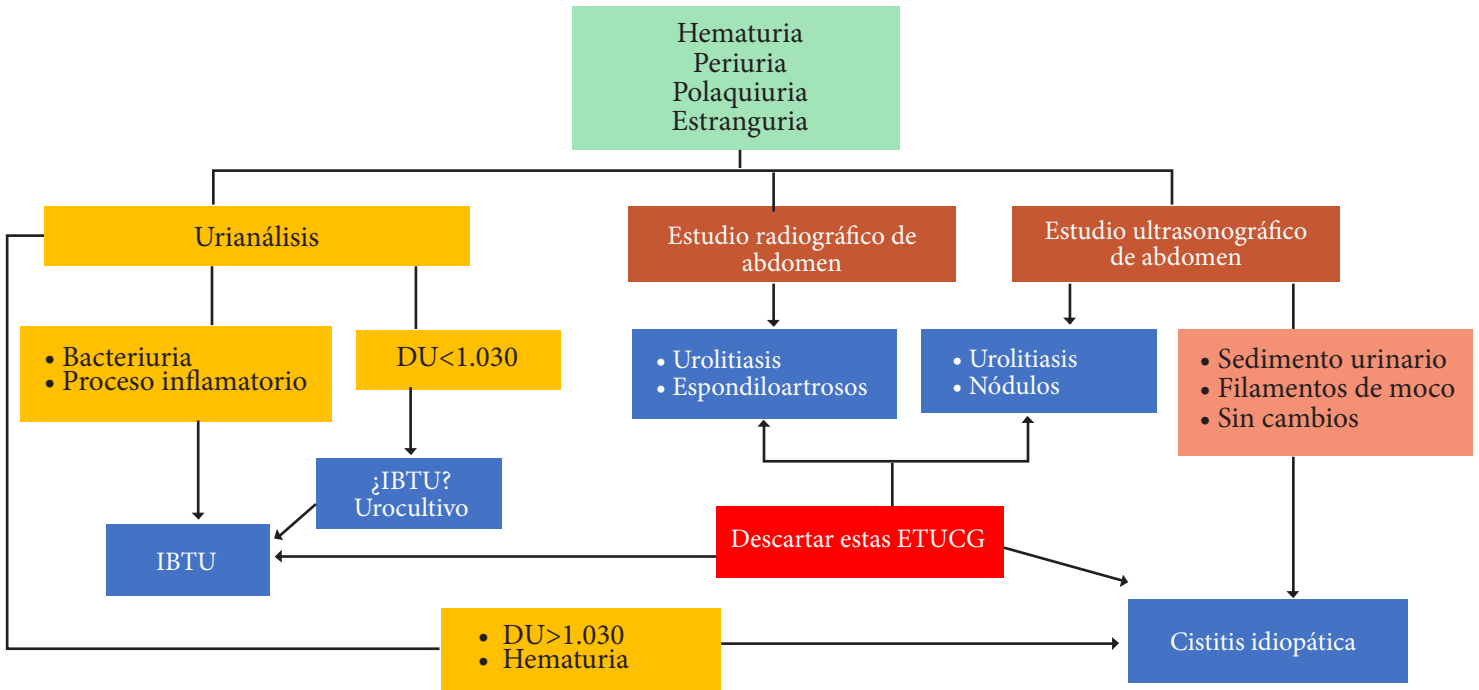 Hematuria
Periuria
Polaquiuria
Estranguria
Urianálisis
Estudio radiográfico de
abdomen
Estudio ultrasonográfico
de abdomen
• Bacteriuria
• Proceso inflamatorio
DU<1.030
• Urolitiasis
• Espondiloartrosos
• Urolitiasis
• Nódulos
• Sedimento urinario
• Filamentos de moco
• Sin cambios
¿IBTU?
Urocultivo
IBTU
Descartar estas ETUCG
• DU>1.030
• Hematuria
Cistitis idiopática